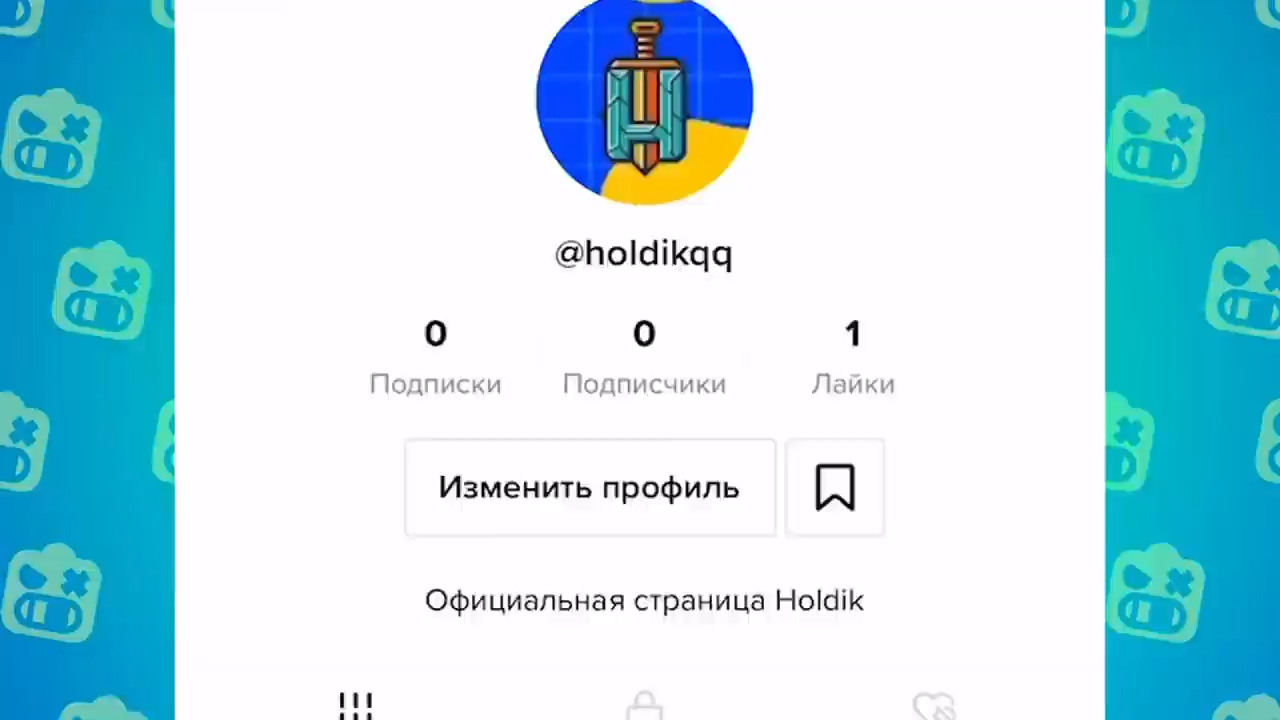 H
@holdikqq
0 0 1
Подписки Подписчики Лайки
Изменить профиль
Официальная страница Holdik